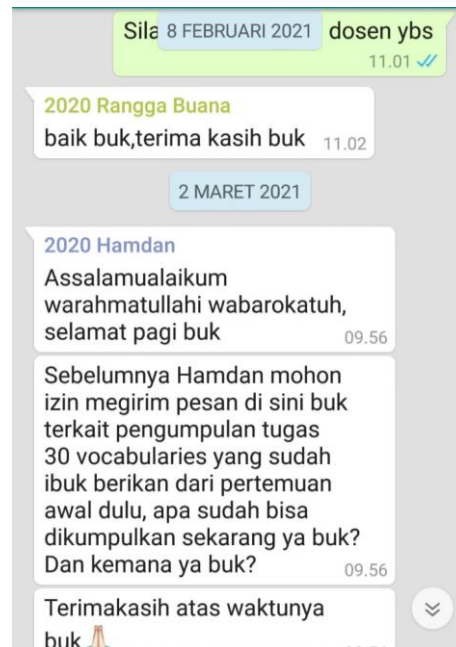 Sila 8 FEBRUARI 2021 dosen ybs
11.01
2020 Rangga Buana
baik buk,terima kasih buk 11.02
2 MARET 2021
2020 Hamdan
Assalamualaikum
warahmatullahi wabarokatuh,
selamat pagi buk 09.56
Sebelumnya Hamdan mohon
izin megirim pesan di sini buk
terkait pengumpulan tugas
30 vocabularies yang sudah
ibuk berikan dari pertemuan
awal dulu, apa sudah bisa
dikumpulkan sekarang ya buk?
Dan kemana ya buk? 09.56
Terimakasih atas waktunya
buk